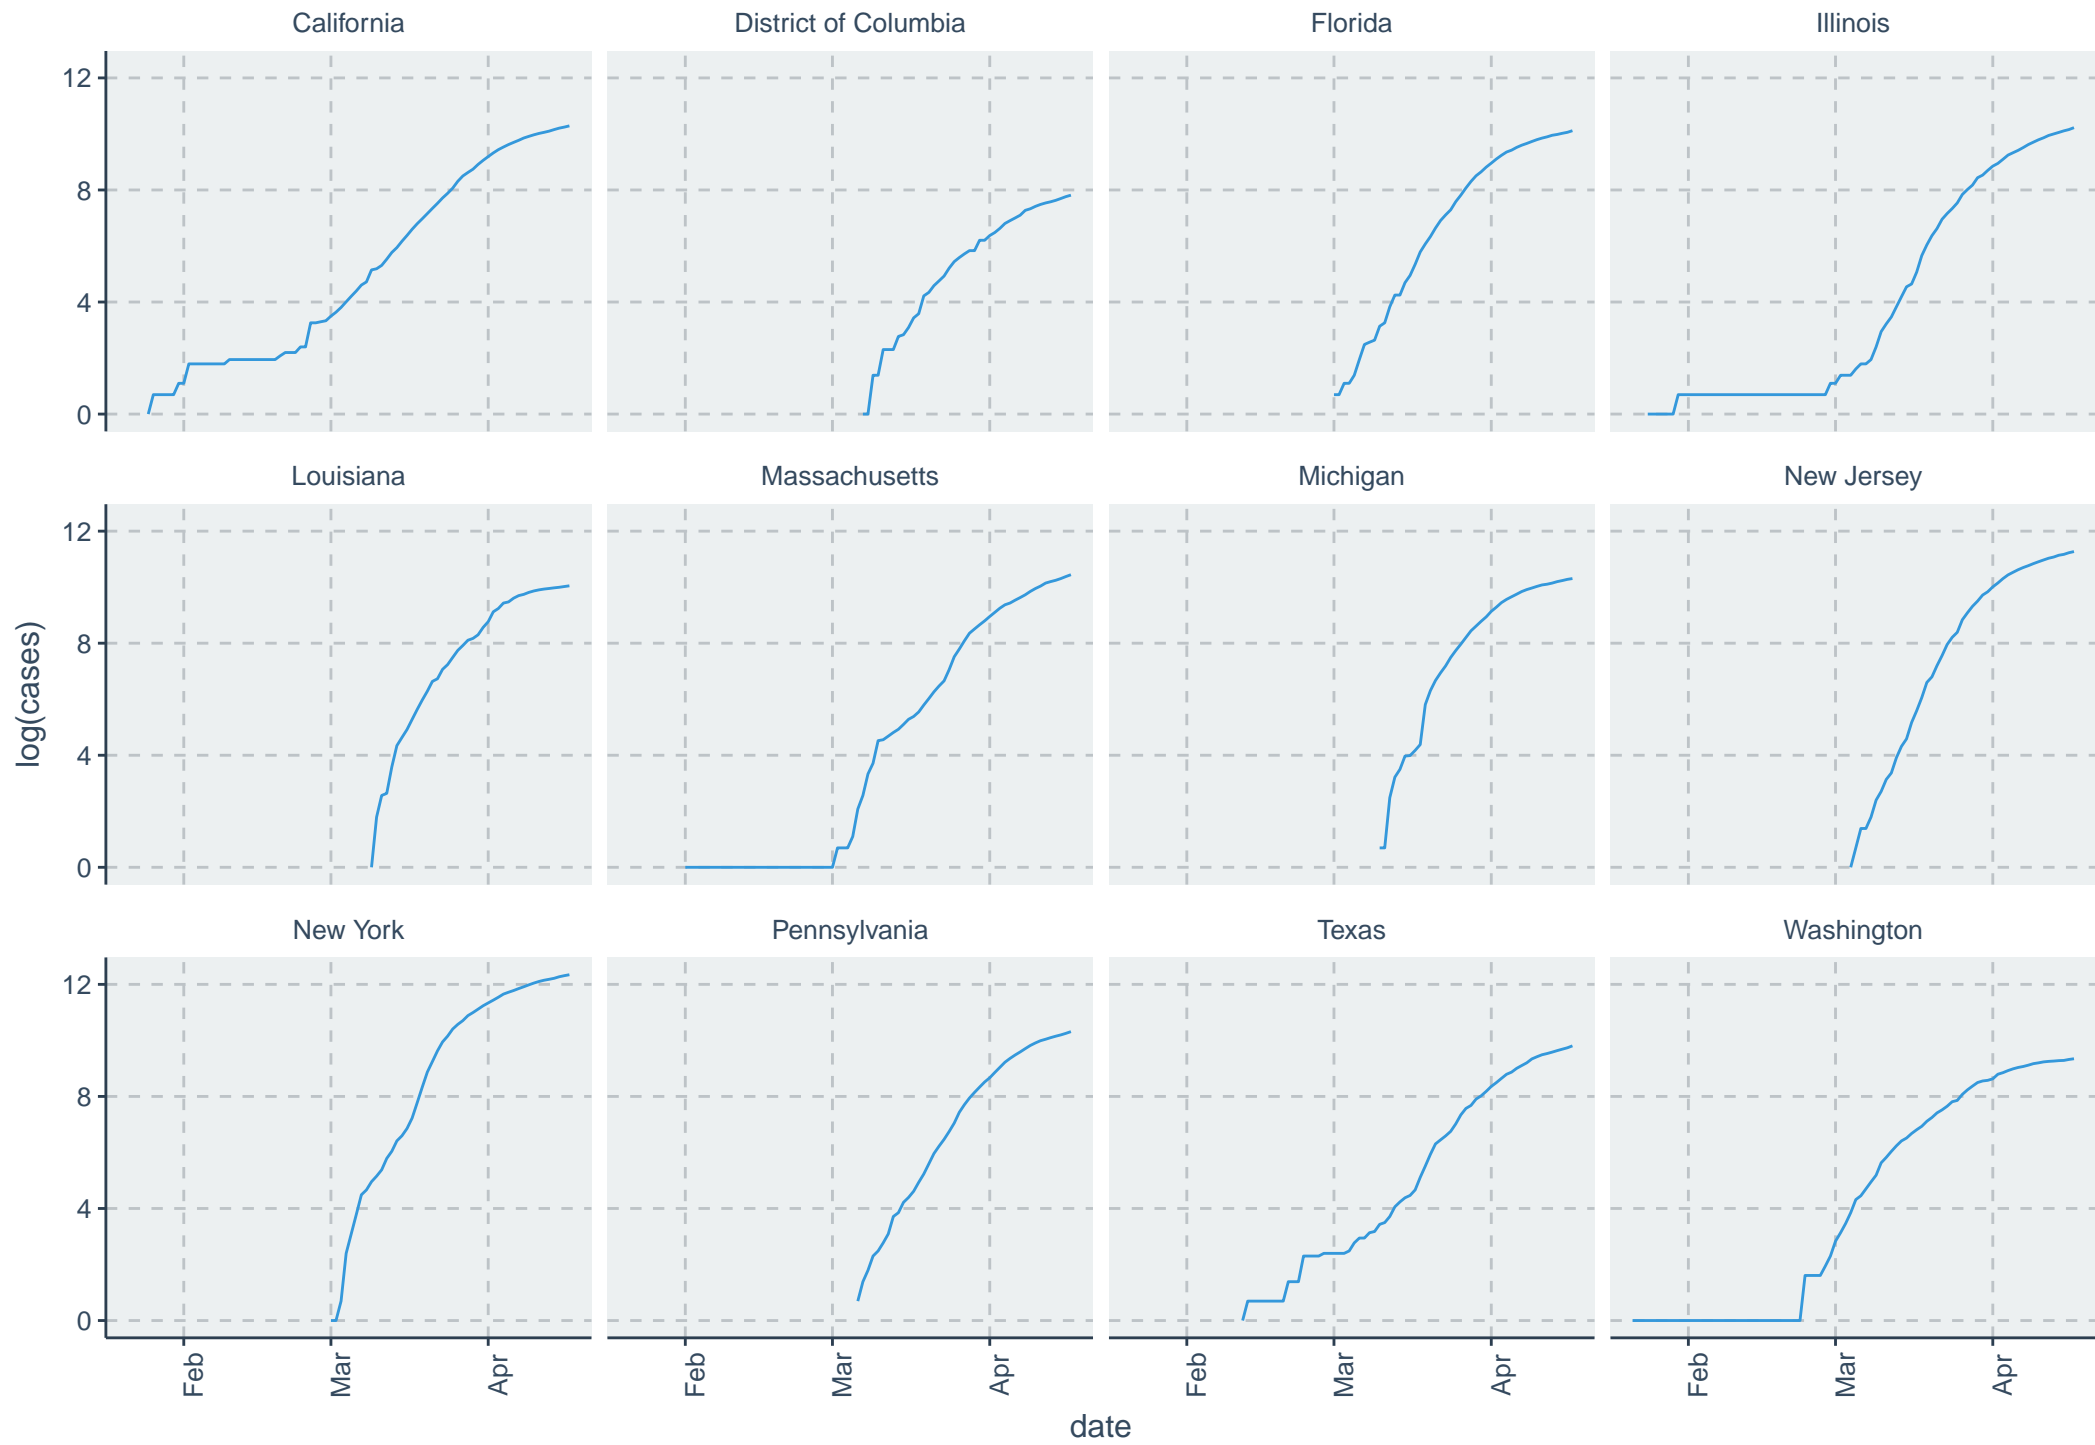 California District of Columbia Florida Illinois
12
8
4
0
Louisiana Massachusetts Michigan New Jersey
12
8
4
0
log(cases)
New York Pennsylvania Texas Washington
12
8
4
0
Feb Mar Apr Feb Mar Apr Feb Mar Apr Feb Mar Apr
date